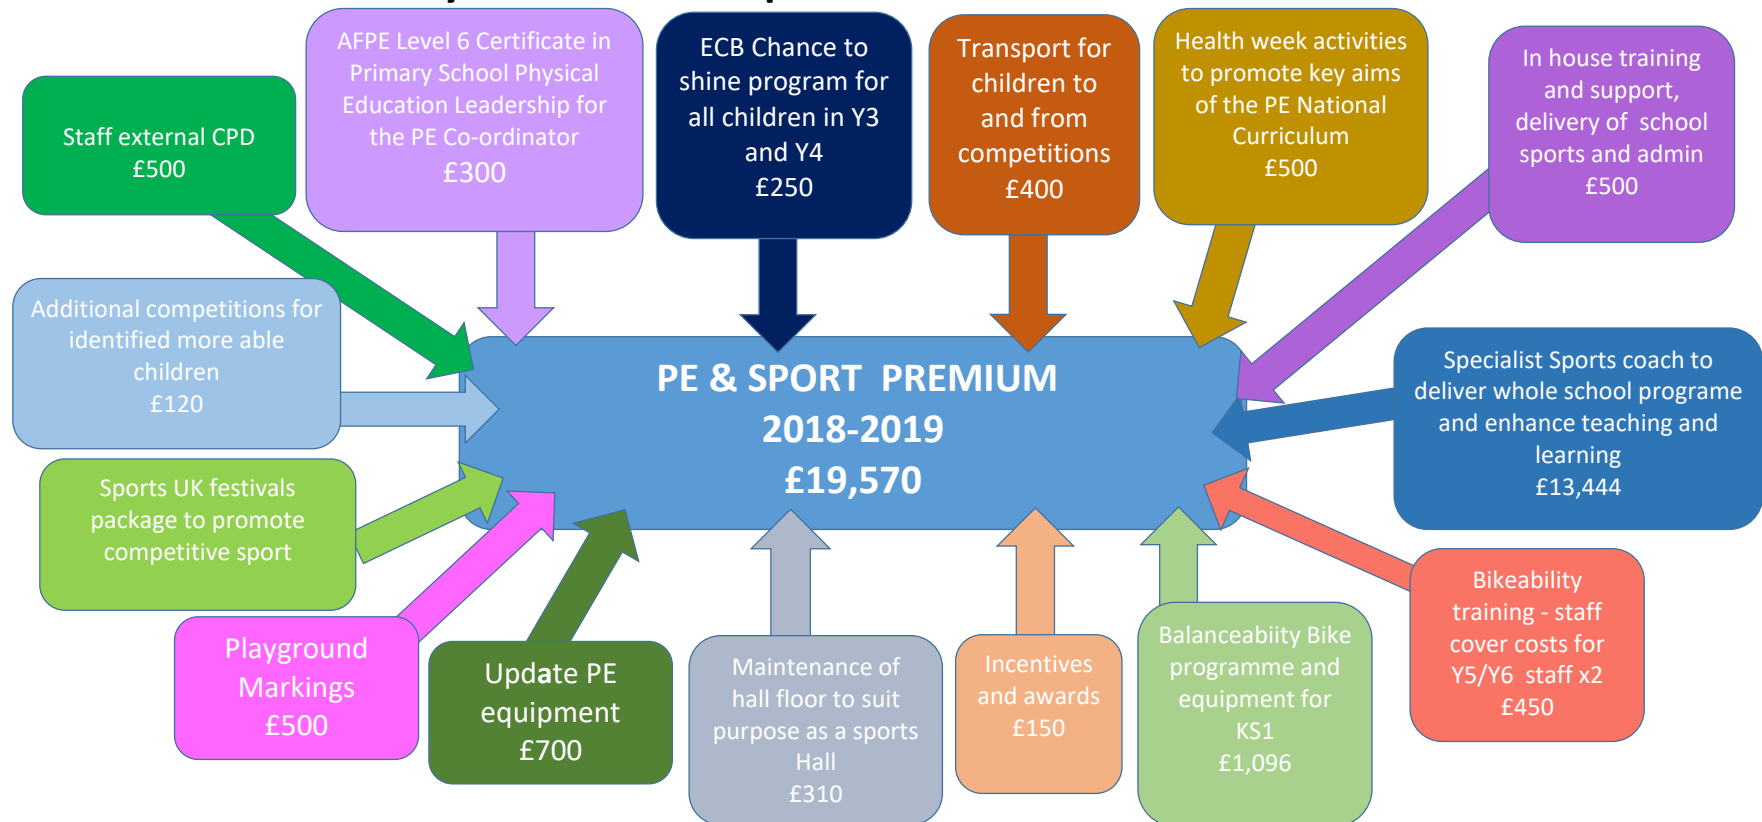 AFPE Level 6 Certificate in
Primary School Physical
Education Leadership for
the PE Co-ordinator
£300
ECB Chance to
shine program for
all children in Y3
and Y4
£250
Transport for
children to
and from
competitions
£400
Health week activities
to promote key aims
of the PE National
Curriculum
£500
In house training
and support,
delivery of school
sports and admin
£500
Staff external CPD
£500
Additional competitions for
identified more able
children
£120
PE & SPORT PREMIUM
2018-2019
£19,570
Specialist Sports coach to
deliver whole school programe
and enhance teaching and
learning
£13,444
Sports UK festivals
package to promote
competitive sport
Playground
Markings
£500
Update PE
equipment
£700
Maintenance of
hall floor to suit
purpose as a sports
Hall
£310
Incentives
and awards
£150
Balanceabiity Bike
programme and
equipment for
KS1
£1,096
Bikeability
training - staff
cover costs for
Y5/Y6 staff x2
£450